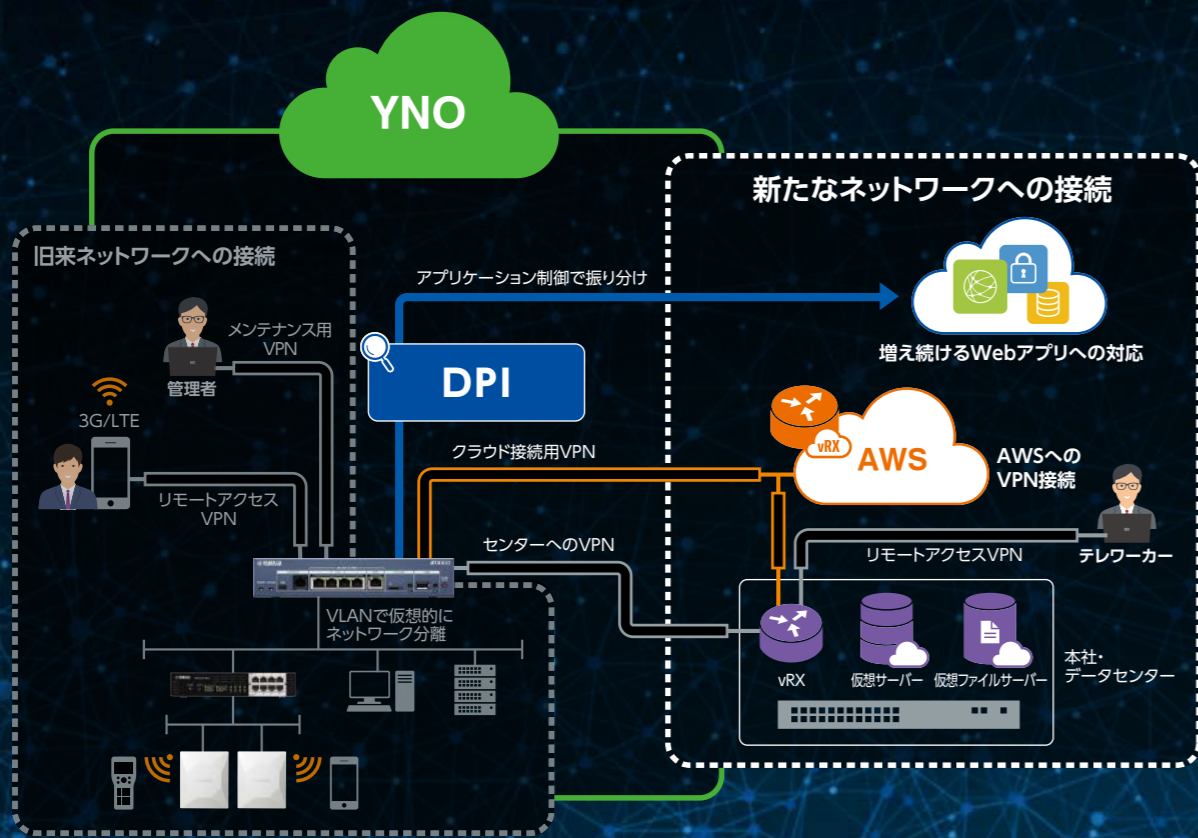 YNO
新たなネットワークへの接続
旧来ネットワークへの接続
アプリケーション制御で振り分け
メンテナンス用
VPN
管理者
DPI
増え続けるWebアプリへの対応
3G/LTE
クラウド接続用VPN
vRX
AWS
AWSへの
VPN接続
リモートアクセス
VPN
センターへのVPN
リモートアクセスVPN
テレワーカー
YAMAHA
VLANで仮想的に
ネットワーク分離
vRX
仮想サーバー
仮想ファイルサーバー
本社・
データセンター